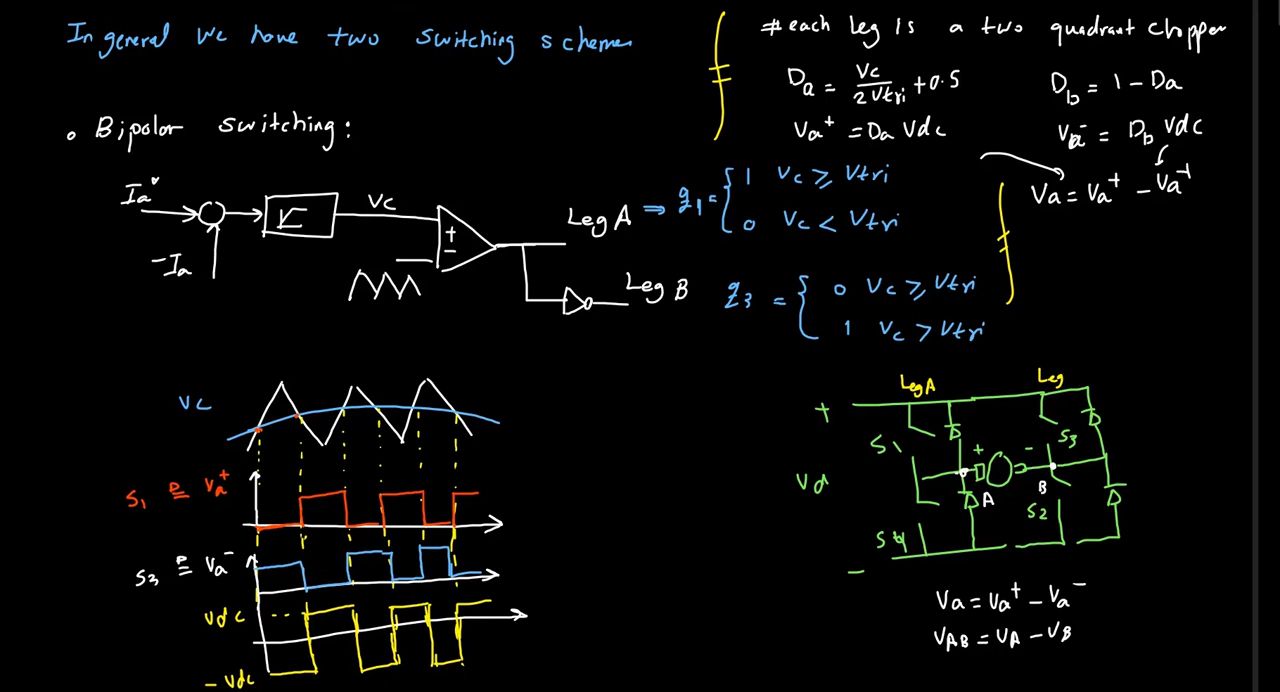 In general we have two switching schemes
# each leg is a two quadrant chopper
Da = Vc / 2Vtri + 0.5
Db = 1 - Da
Va+ = Da Vdc
Va- = Db Vdc
Va = Va+ - Va-
• Bipolar switching:
Ia*
-Ia
Vc
+
-
Leg A ⇒ g1 = { 1 Vc ≥ Vtri
0 Vc < Vtri
Leg B
g3 = { 0 Vc ≥ Vtri
1 Vc > Vtri
Vc
S1 ≡ Va+
S3 ≡ Va-
Vdc
- Vdc
Leg A
Leg
+
S1
S3
+
-
Vd
A
B
S2
S4
-
Va = Va+ - Va-
VAB = VA - VB